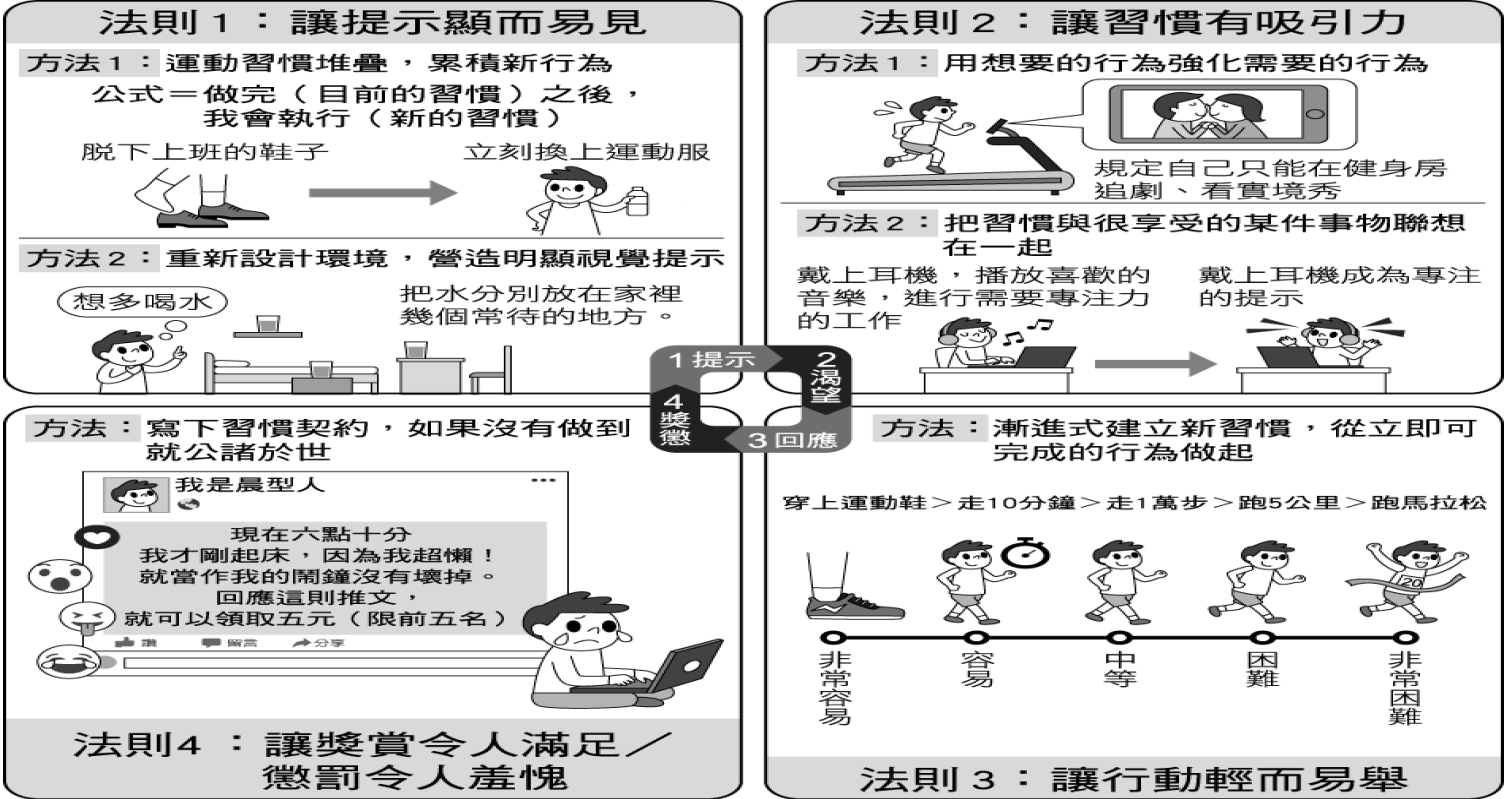 法則1：讓提示顯而易見
方法1：運動習慣堆疊，累積新行為
公式＝做完（目前的習慣）之後，
我會執行（新的習慣）
脫下上班的鞋子
立刻換上運動服
方法2：重新設計環境，營造明顯視覺提示
想多喝水
把水分別放在家裡
幾個常待的地方。
法則2：讓習慣有吸引力
方法1：用想要的行為強化需要的行為
規定自己只能在健身房
追劇、看實境秀
方法2：把習慣與很享受的某件事物聯想
在一起
戴上耳機，播放喜歡的
音樂，進行需要專注力
的工作
戴上耳機成為專注
的提示
1提示
2渴望
3回應
4獎懲
方法：漸進式建立新習慣，從立即可
完成的行為做起
穿上運動鞋＞走10分鐘＞走1萬步＞跑5公里＞跑馬拉松
20
非常容易
容易
中等
困難
非常困難
法則3：讓行動輕而易舉
方法：寫下習慣契約，如果沒有做到
就公諸於世
我是晨型人
現在六點十分
我才剛起床，因為我超懶！
就當作我的鬧鐘沒有壞掉。
回應這則推文，
就可以領取五元（限前五名）
讚
留言
分享
法則4：讓獎賞令人滿足／
懲罰令人羞愧